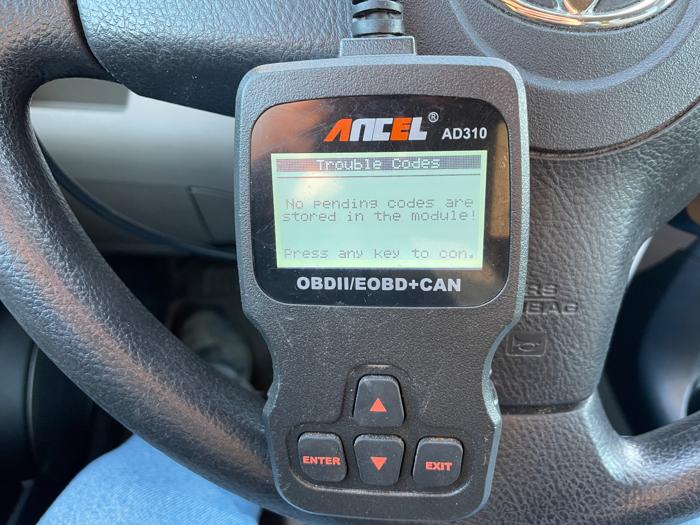 ANCEL®
AD310
Trouble Codes
No pending codes are
stored in the module!
Press any key to con.
OBDII/EOBD+CAN
ENTER
EXIT